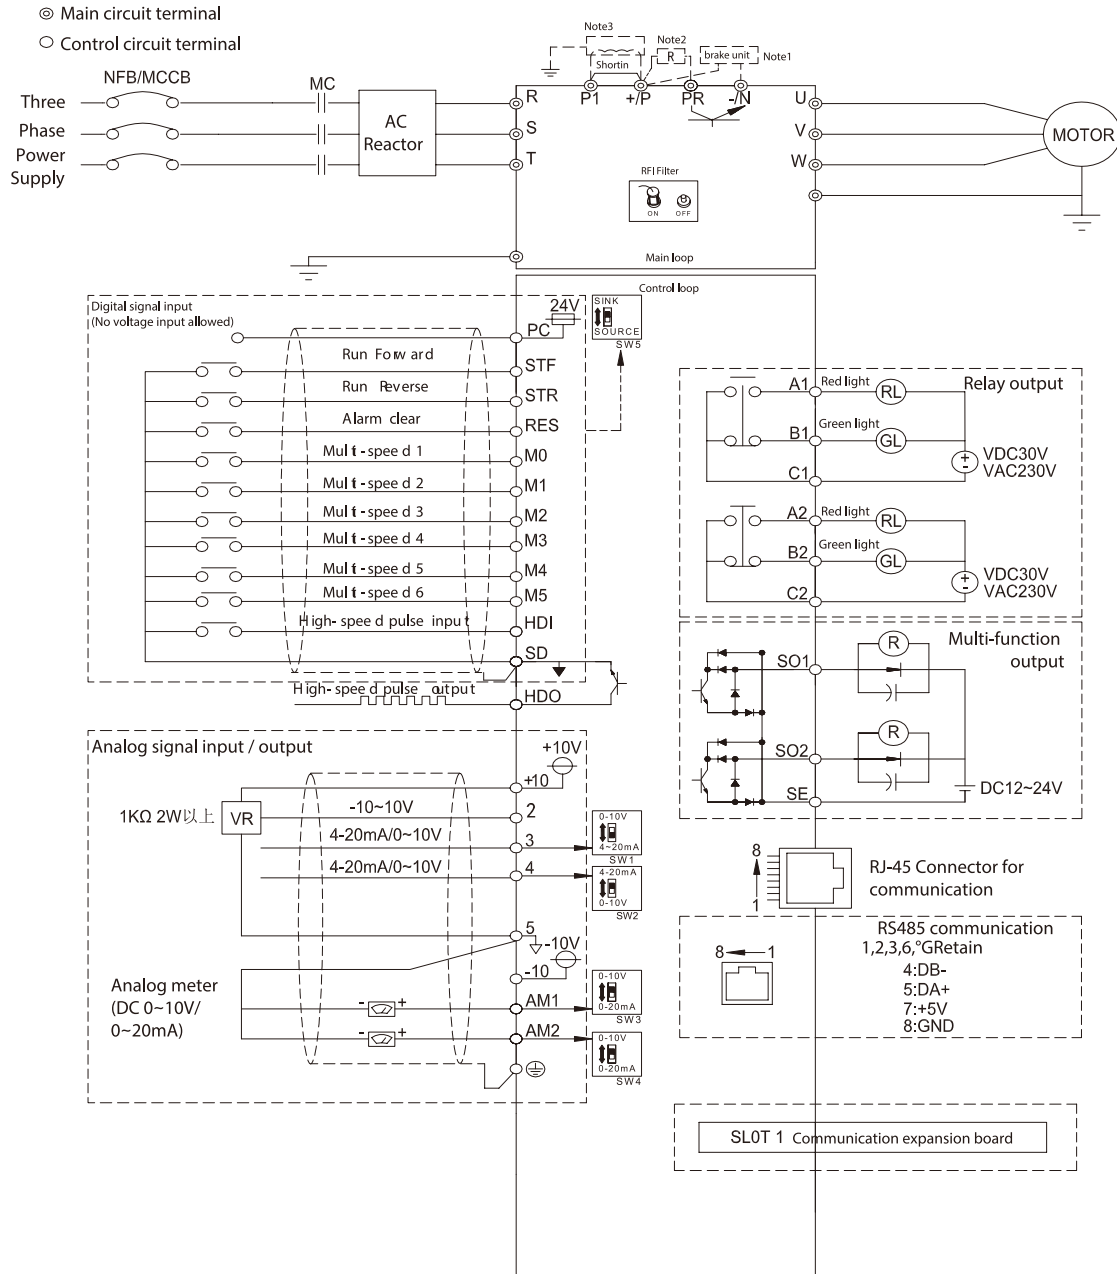 Main circuit terminal
Control circuit terminal
NFB/MCCB
MC
Three
Phase
Power
Supply
AC
Reactor
R
S
T
Note3
Shortin
Note2
R
brake unit
Note1
P1
+/P
PR
-/N
U
V
W
MOTOR
RFI Filter
ON
OFF
Main loop
Control loop
Digital signal input
(No voltage input allowed)
24V
PC
SINK
SOURCE
SW5
Run Forward
STF
Run Reverse
STR
Alarm clear
RES
Multi-speed 1
M0
Multi-speed 2
M1
Multi-speed 3
M2
Multi-speed 4
M3
Multi-speed 5
M4
Multi-speed 6
M5
High-speed pulse input
HDI
SD
High-speed pulse output
HDO
Relay output
A1
Red light
RL
B1
Green light
GL
C1
+
-
VDC30V
VAC230V
A2
Red light
RL
B2
Green light
GL
C2
+
-
VDC30V
VAC230V
Multi-function
output
SO1
R
SO2
R
SE
DC12~24V
Analog signal input / output
+10V
+10
1KΩ 2W以上
VR
-10~10V
2
4-20mA/0~10V
3
0-10V
4~20mA
SW1
4-20mA/0~10V
4
4-20mA
0-10V
SW2
5
-10V
-10
Analog meter
(DC 0~10V/
0~20mA)
- +
AM1
0-10V
0-20mA
SW3
- +
AM2
0-10V
0-20mA
SW4
8
1
RJ-45 Connector for
communication
RS485 communication
8 1
1,2,3,6,°GRetain
4:DB-
5:DA+
7:+5V
8:GND
SL0T 1 Communication expansion board